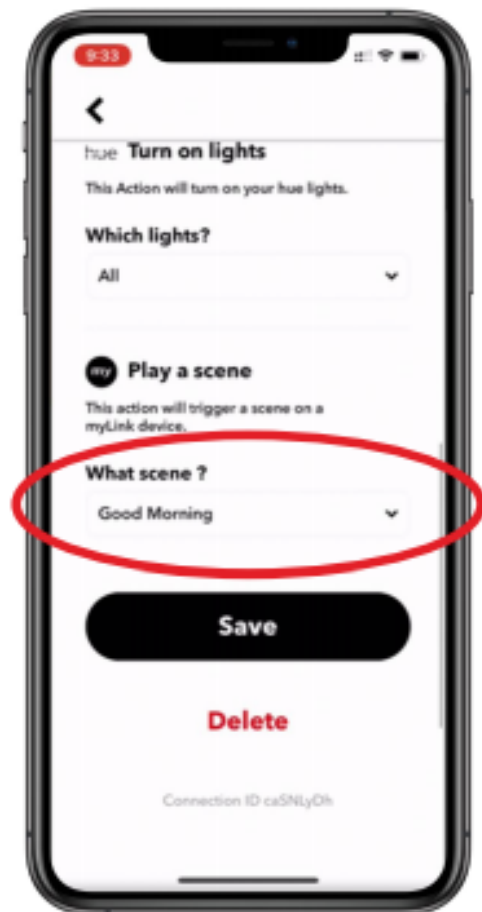 9:33
hue Turn on lights
This Action will turn on your hue lights.
Which lights?
All
my Play a scene
This action will trigger a scene on a
myLink device.
What scene ?
Good Morning
Save
Delete
Connection ID caSNLyDh